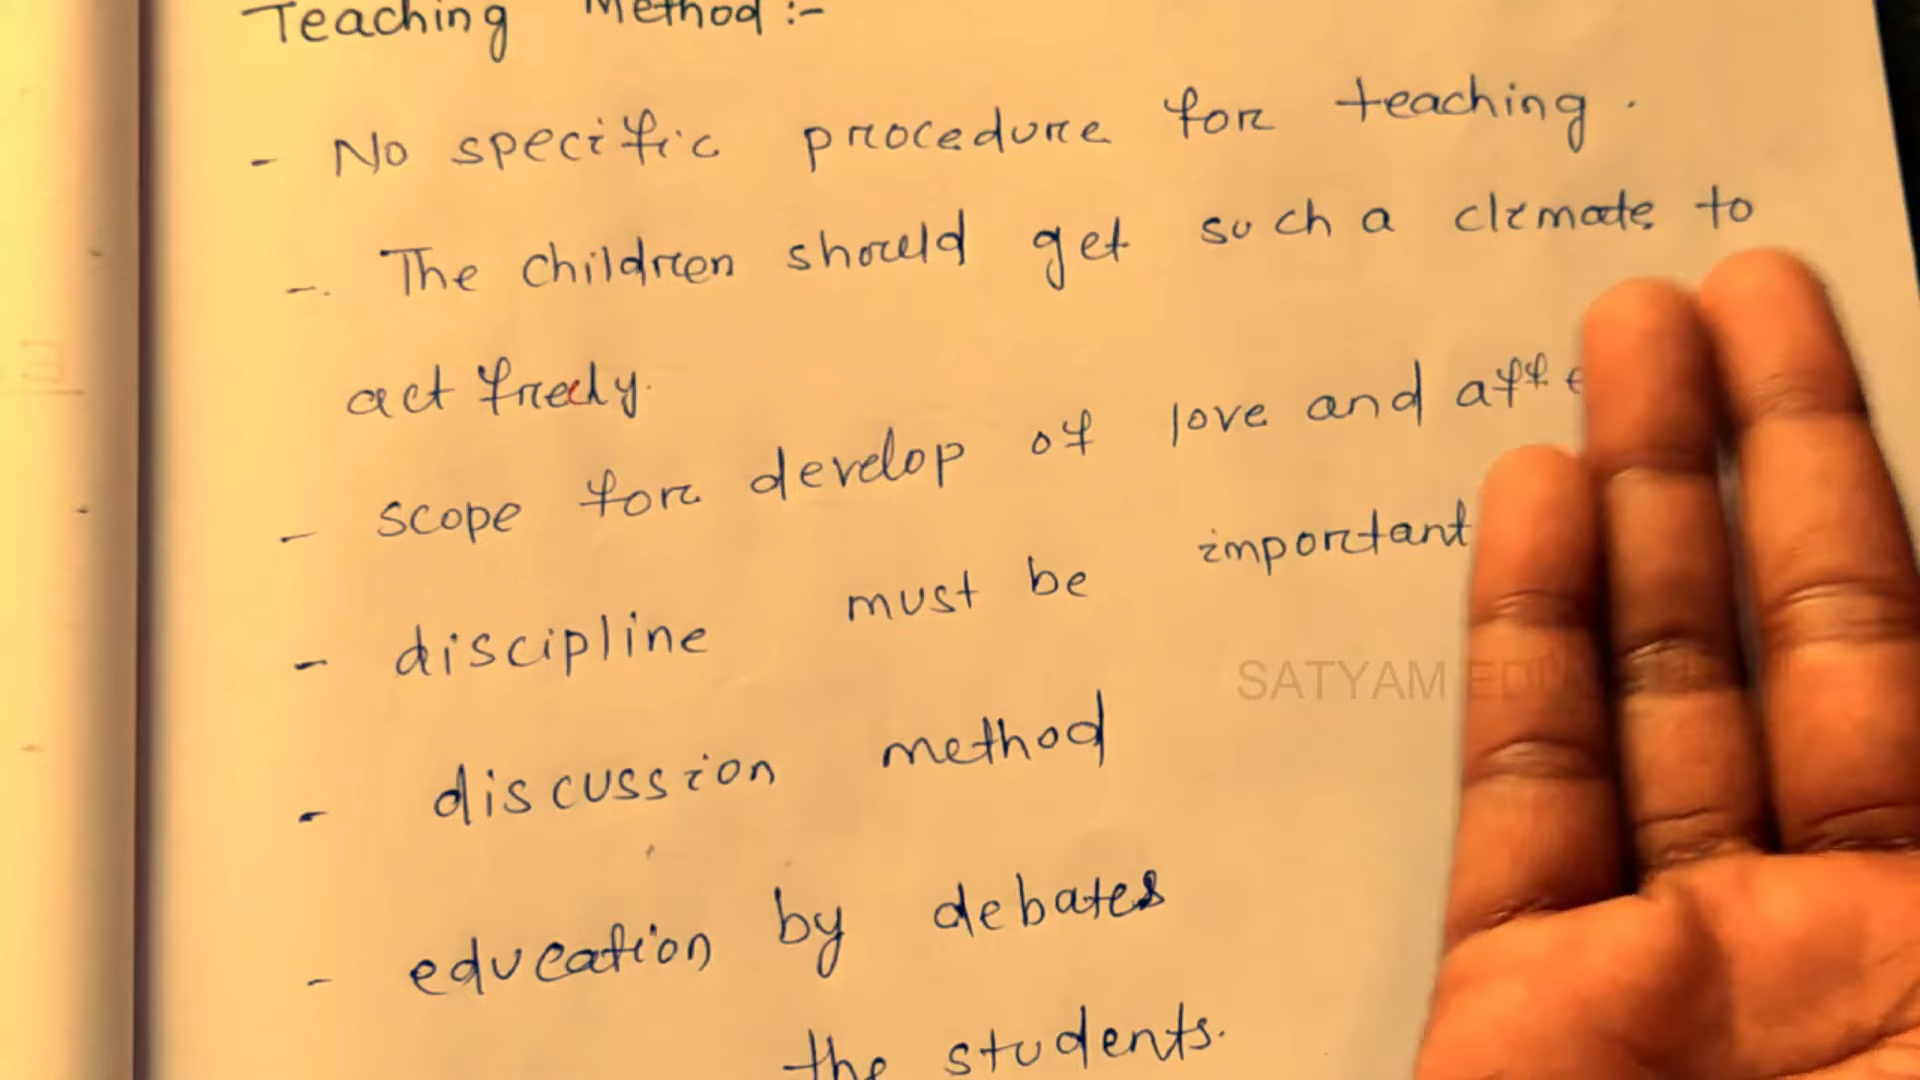 Teaching Method :-
- No specific procedure for teaching.
- The children should get such a climate to
act freely.
- scope for develop of love and
- discipline must be important
SATYAM
- discussion method
- education by debates
the students.